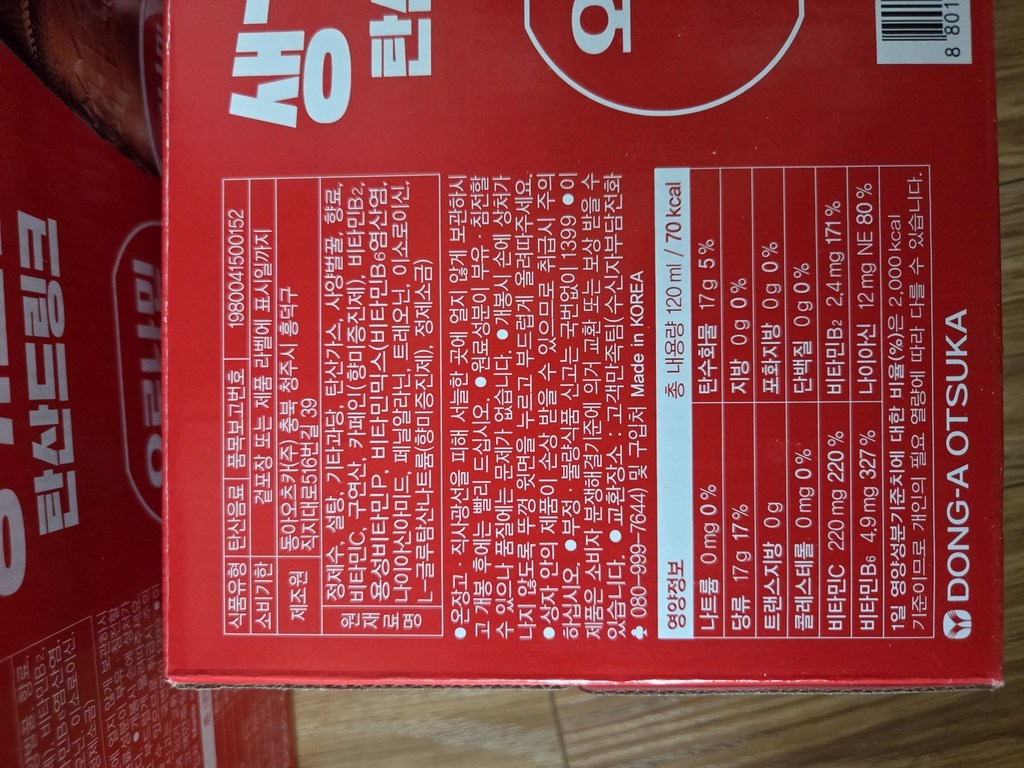 생
탄산
오
8 801
식품유형 탄산음료 품목보고번호 19800415001152
소비기한 겉포장 또는 제품 라벨에 표시일까지
제조원 동아오츠카(주) 충북 청주시 흥덕구
직지대로516번길 39
원재료명 정제수, 설탕, 기타과당, 탄산가스, 사양벌꿀, 향료,
비타민C, 구연산, 카페인(향미증진제), 비타민B₂,
용성비타민P, 비타민믹스(비타민B₆염산염,
나이아신아미드, 페닐알라닌, 트레오닌, 이소로이신,
L-글루탐산나트륨(향미증진제), 정제소금)
● 온장고·직사광선을 피해 서늘한 곳에 얼지 않게 보관하시
고 개봉 후에는 빨리 드십시오. ● 원료성분이 부유·침전할
수 있으나 품질에는 문제가 없습니다. ● 개봉시 손에 상처가
나지 않도록 뚜껑 윗면을 누르고 부드럽게 올려따주세요.
● 상자 안의 제품이 손상 받을 수 있으므로 취급시 주의
하십시오. ● 부정·불량식품 신고는 국번없이 1399 ● 이
제품은 소비자 분쟁해결기준에 의거 교환 또는 보상 받을 수
있습니다. ● 교환장소 : 고객만족팀(수신자부담전화
080-999-7644) 및 구입처 Made in KOREA
영양정보 총 내용량 120 ml / 70 kcal
나트륨 0 mg 0 % 탄수화물 17 g 5 %
당류 17 g 17% 지방 0 g 0 %
트랜스지방 0 g 포화지방 0 g 0 %
콜레스테롤 0 mg 0 % 단백질 0 g 0 %
비타민C 220 mg 220 % 비타민B₂ 2.4 mg 171 %
비타민B₆ 4.9 mg 327 % 나이아신 12 mg NE 80 %
1일 영양성분 기준치에 대한 비율(%)은 2,000 kcal
기준이므로 개인의 필요 열량에 따라 다를 수 있습니다.
DONG-A OTSUKA
탄산드링크
오라나민